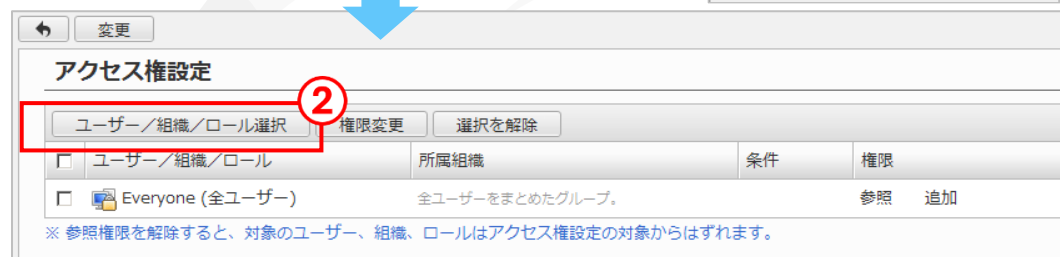 変更
アクセス権設定
②
ユーザー／組織／ロール選択 権限変更 選択を解除
ユーザー／組織／ロール 所属組織 条件 権限
Everyone (全ユーザー) 全ユーザーをまとめたグループ。 参照 追加
※ 参照権限を解除すると、対象のユーザー、組織、ロールはアクセス権設定の対象からはずれます。